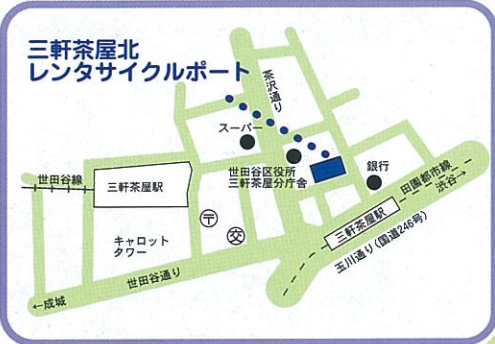 三軒茶屋北
レンタサイクルポート
茶沢通り
スーパー
世田谷区役所
三軒茶屋分庁舎
銀行
田園都市線
渋谷→
世田谷線
三軒茶屋駅
三軒茶屋駅
玉川通り(国道246号)
〒
交
キャロット
タワー
世田谷通り
←成城